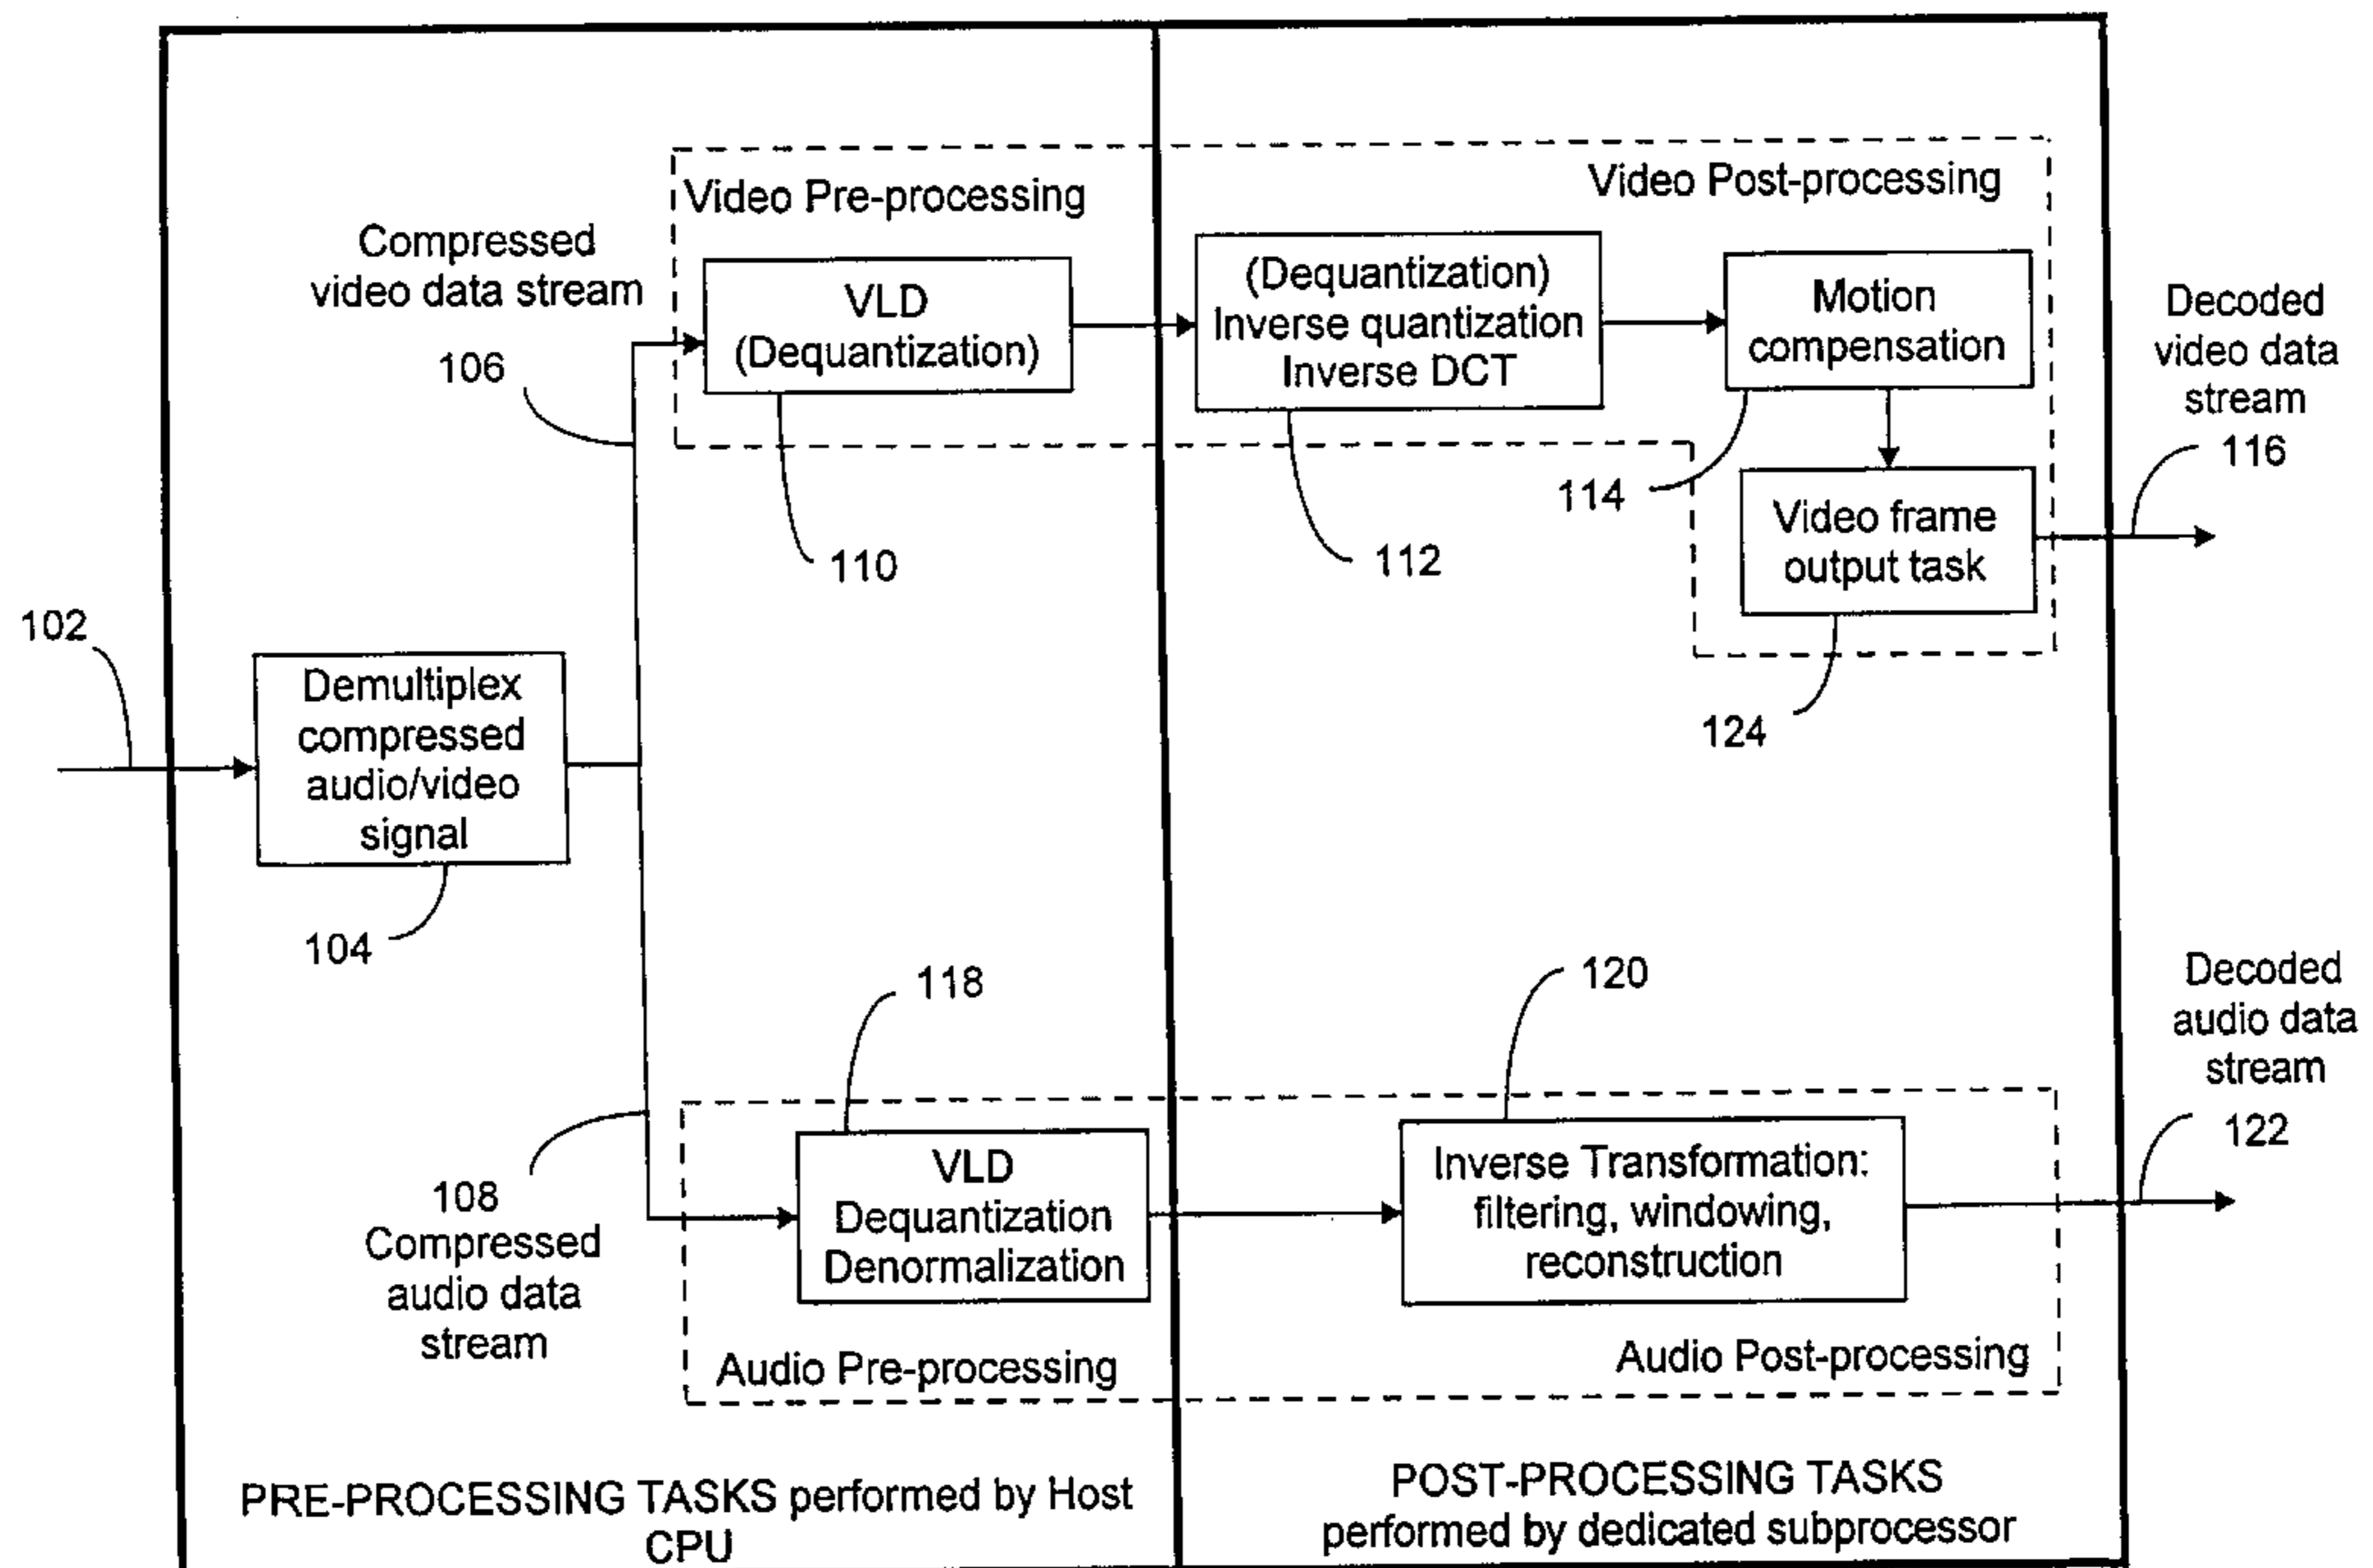 Video Pre-processing
Video Post-processing
Compressed
video data stream
106
VLD
(Dequantization)
110
(Dequantization)
Inverse quantization
Inverse DCT
112
Motion
compensation
114
Video frame
output task
124
Decoded
video data
stream
116
102
Demultiplex
compressed
audio/video
signal
104
118
120
Decoded
audio data
stream
122
108
Compressed
audio data
stream
VLD
Dequantization
Denormalization
Inverse Transformation:
filtering, windowing,
reconstruction
Audio Pre-processing
Audio Post-processing
PRE-PROCESSING TASKS performed by Host
CPU
POST-PROCESSING TASKS
performed by dedicated subprocessor